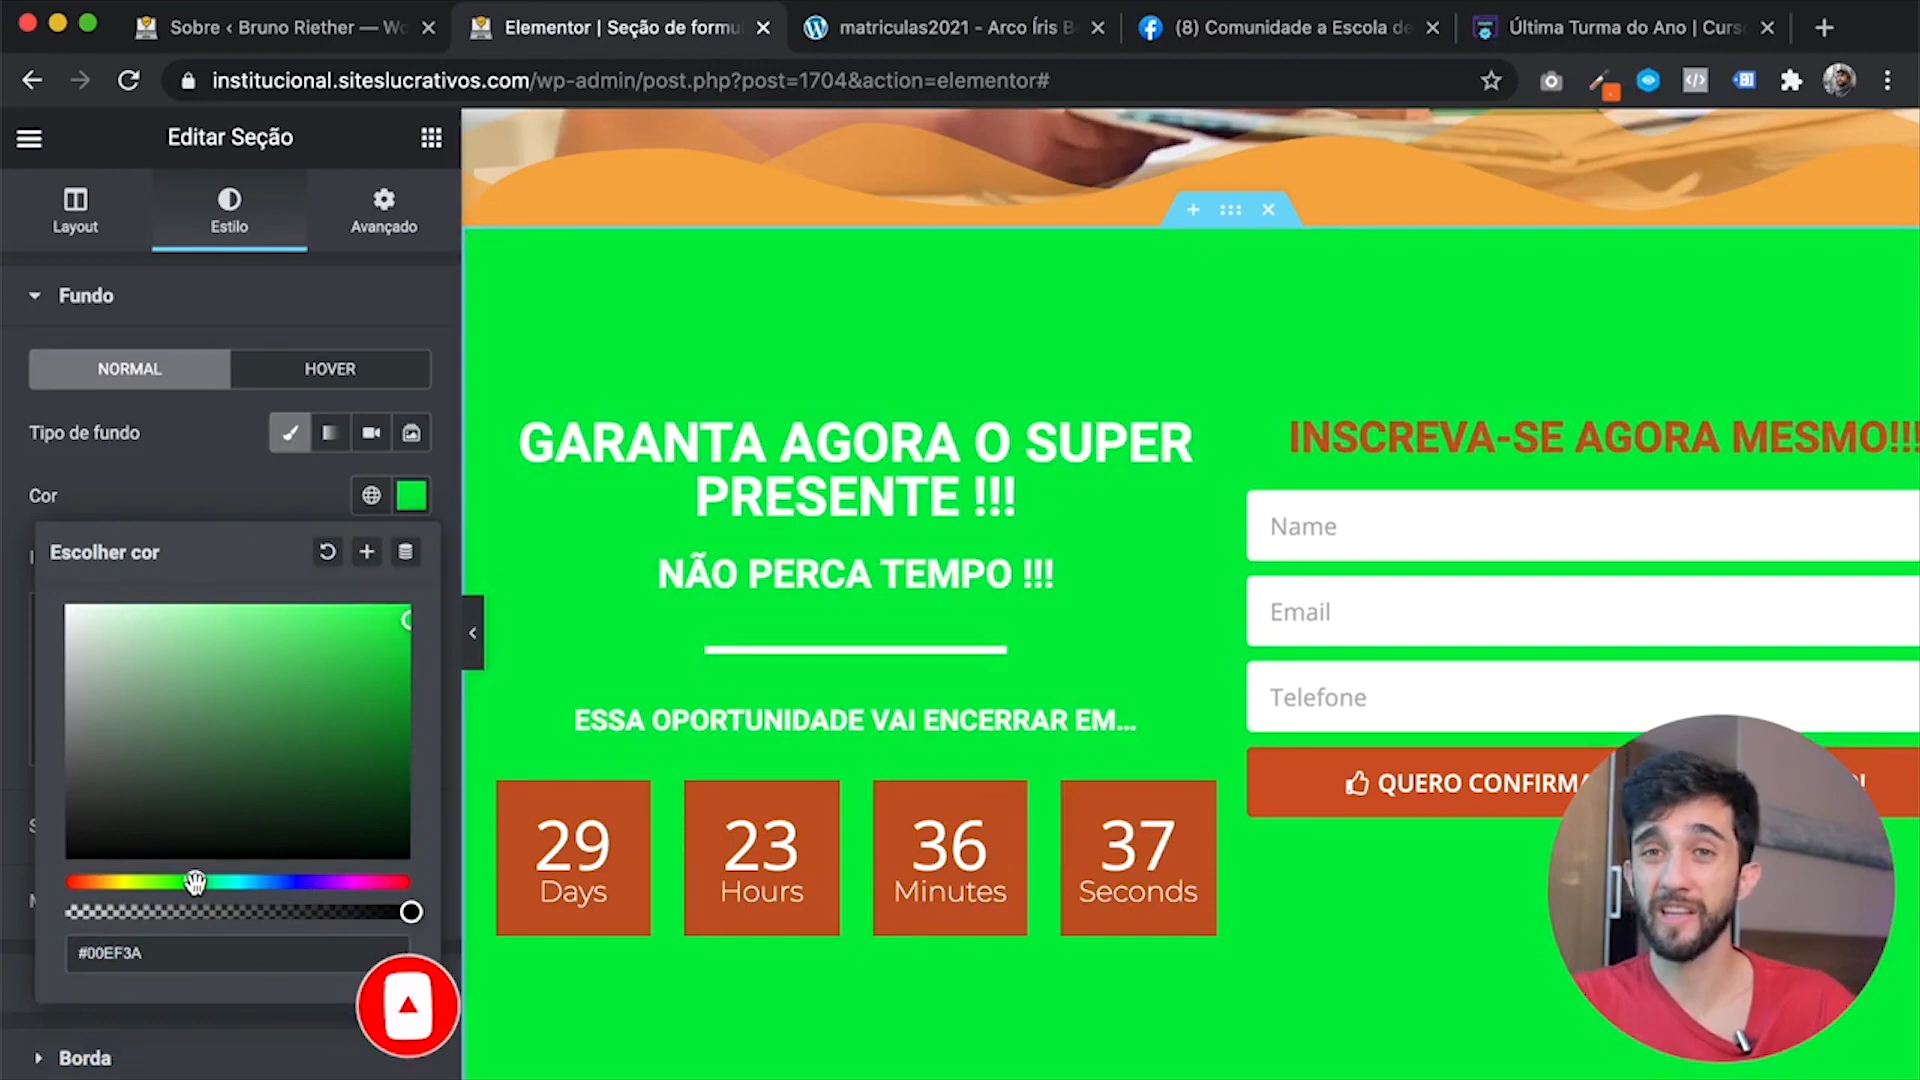 Sobre ‹ Bruno Riether — Wo
Elementor | Seção de formu
matriculas2021 - Arco Íris B
(8) Comunidade a Escola de
Última Turma do Ano | Curs
institucional.siteslucrativos.com/wp-admin/post.php?post=1704&action=elementor#
Editar Seção
Layout
Estilo
Avançado
Fundo
NORMAL
HOVER
Tipo de fundo
Cor
Escolher cor
#00EF3A
Borda
GARANTA AGORA O SUPER
PRESENTE !!!
NÃO PERCA TEMPO !!!
ESSA OPORTUNIDADE VAI ENCERRAR EM...
29
Days
23
Hours
36
Minutes
37
Seconds
INSCREVA-SE AGORA MESMO!!!
Name
Email
Telefone
QUERO CONFIRMA